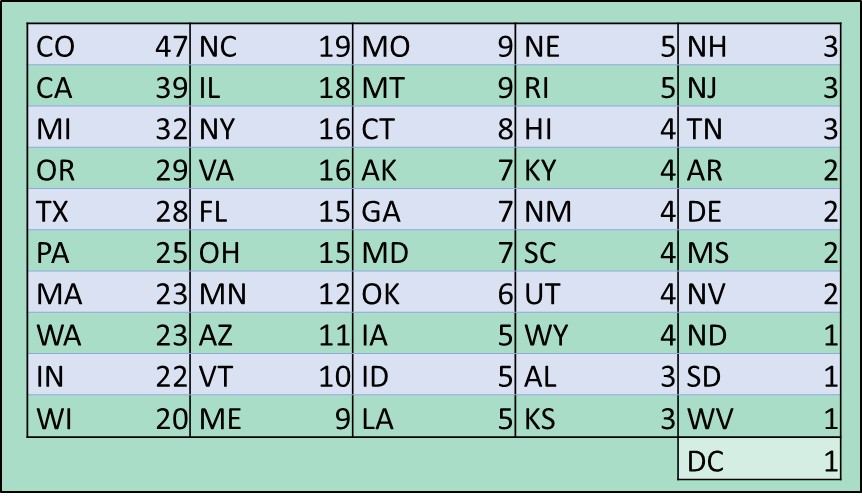 CO 47 NC 19 MO 9 NE 5 NH 3
CA 39 IL 18 MT 9 RI 5 NJ 3
MI 32 NY 16 CT 8 HI 4 TN 3
OR 29 VA 16 AK 7 KY 4 AR 2
TX 28 FL 15 GA 7 NM 4 DE 2
PA 25 OH 15 MD 7 SC 4 MS 2
MA 23 MN 12 OK 6 UT 4 NV 2
WA 23 AZ 11 IA 5 WY 4 ND 1
IN 22 VT 10 ID 5 AL 3 SD 1
WI 20 ME 9 LA 5 KS 3 WV 1
DC 1